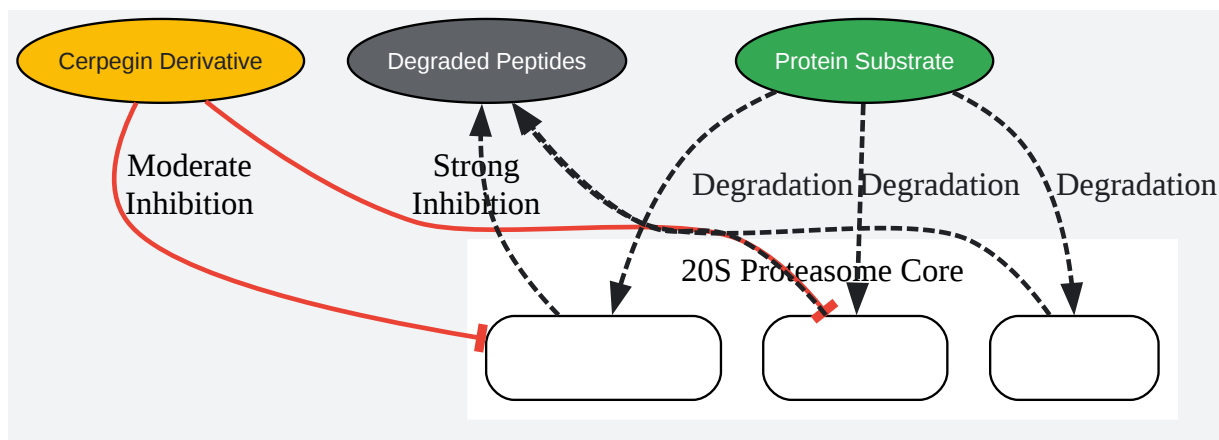 Cerpegin Derivative
Degraded Peptides
Protein Substrate
Moderate
Inhibition
Strong
Inhibition
Degradation
Degradation
Degradation
20S Proteasome Core